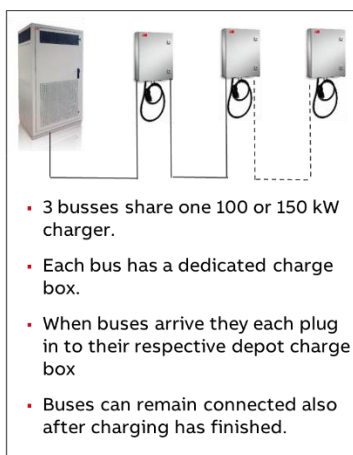 ▪ 3 busses share one 100 or 150 kW
charger.
▪ Each bus has a dedicated charge
box.
▪ When buses arrive they each plug
in to their respective depot charge
box
▪ Buses can remain connected also
after charging has finished.